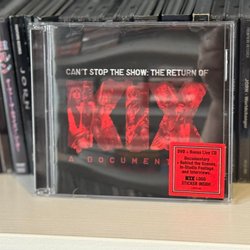 CAN'T STOP THE SHOW: THE RETURN OF
KIX
A DOCUMENT
DVD + Bonus Live CD
Documentary
+ Behind the Scenes,
In-Studio Footage
and Interviews
KIX LOGO
STICKER INSIDE